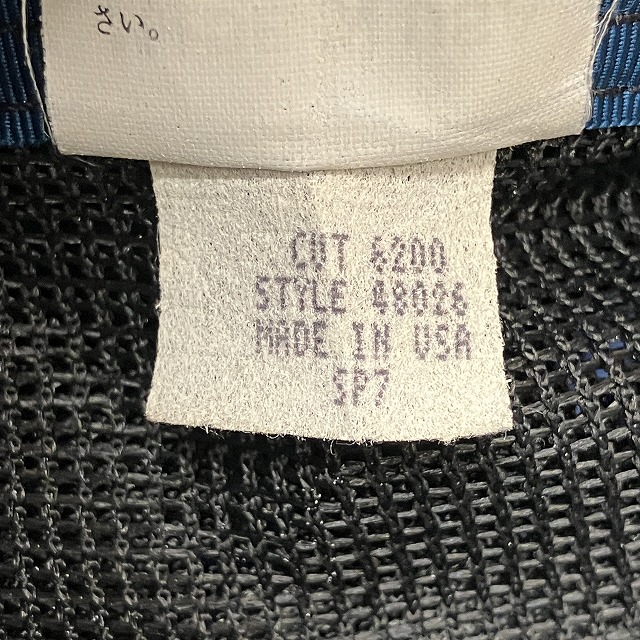 さい。
CUT 6200
STYLE 48026
MADE IN USA
SP7